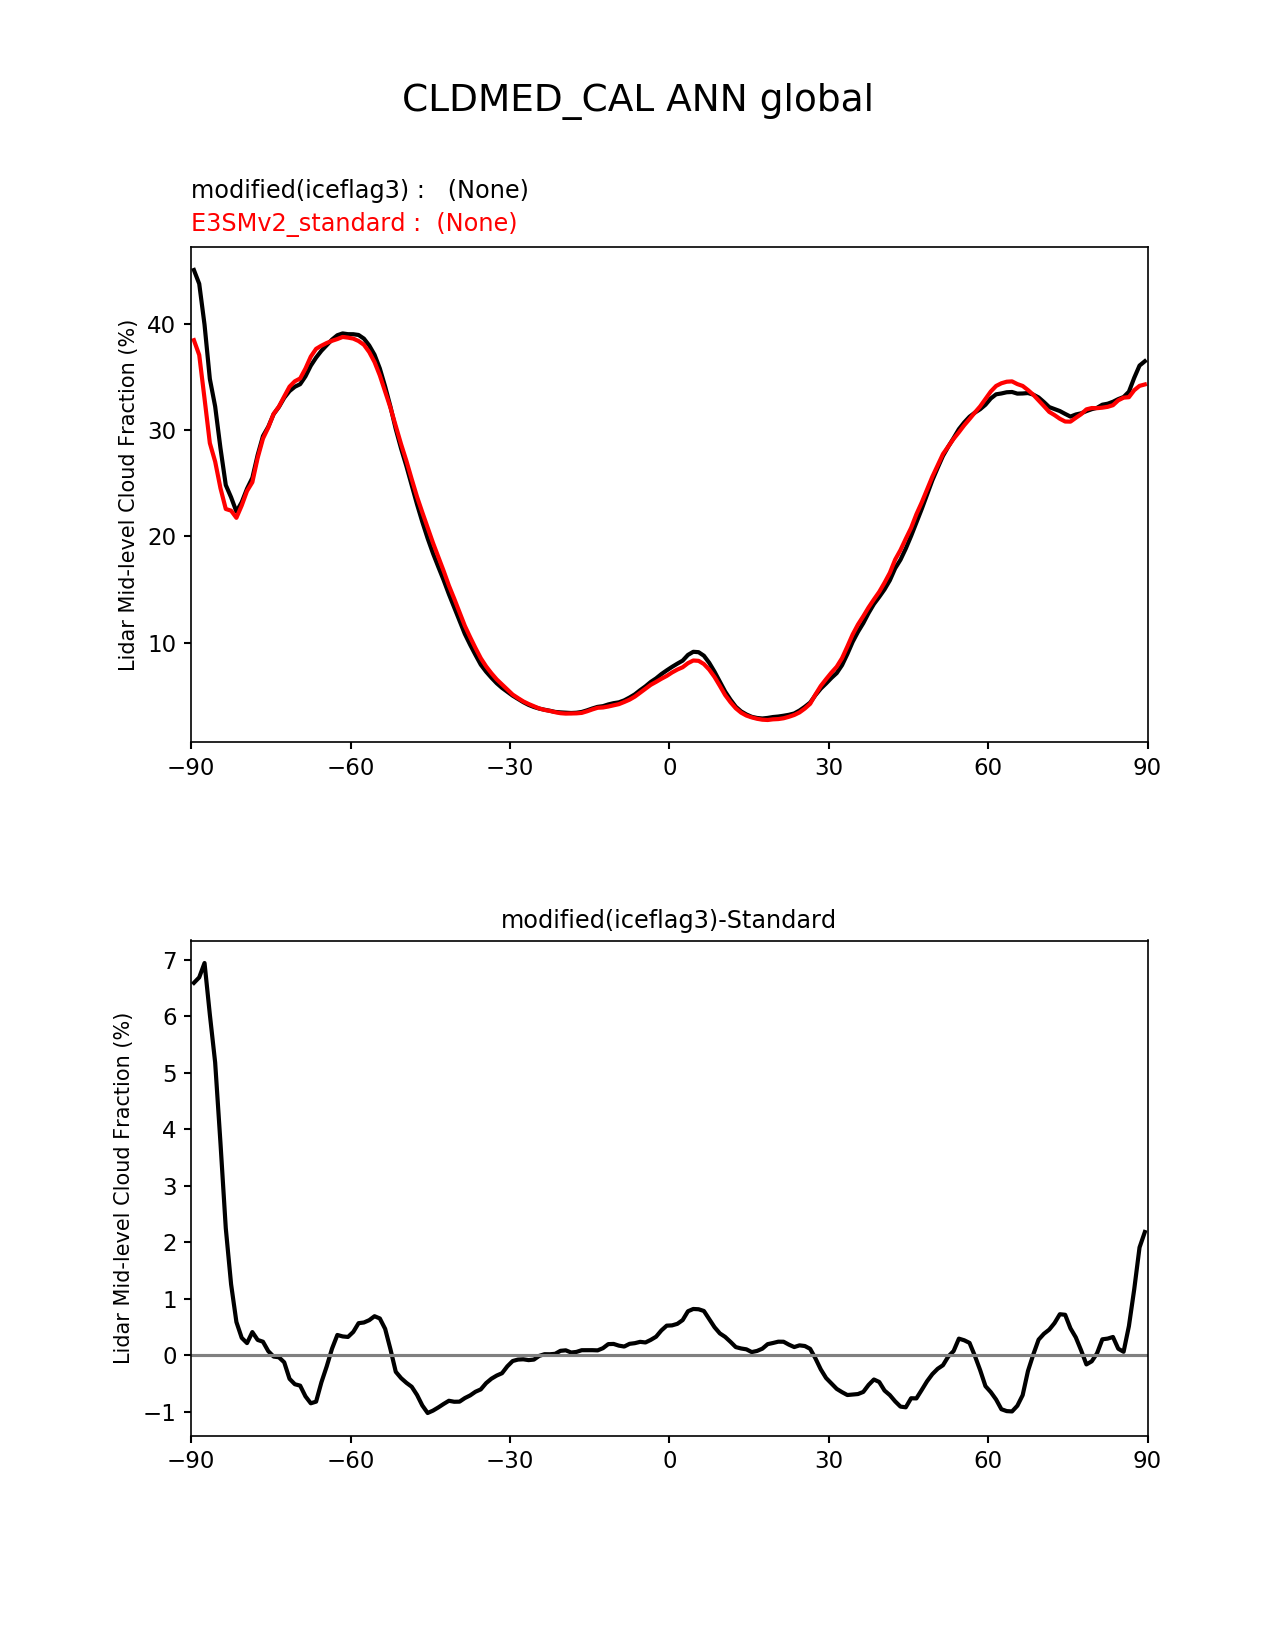 CLDMED_CAL ANN global
modified(iceflag3) :   (None)
E3SMv2_standard :  (None)
Lidar Mid-level Cloud Fraction (%)
40
30
20
10
−90 −60 −30 0 30 60 90
modified(iceflag3)-Standard
Lidar Mid-level Cloud Fraction (%)
7
6
5
4
3
2
1
0
−1
−90 −60 −30 0 30 60 90